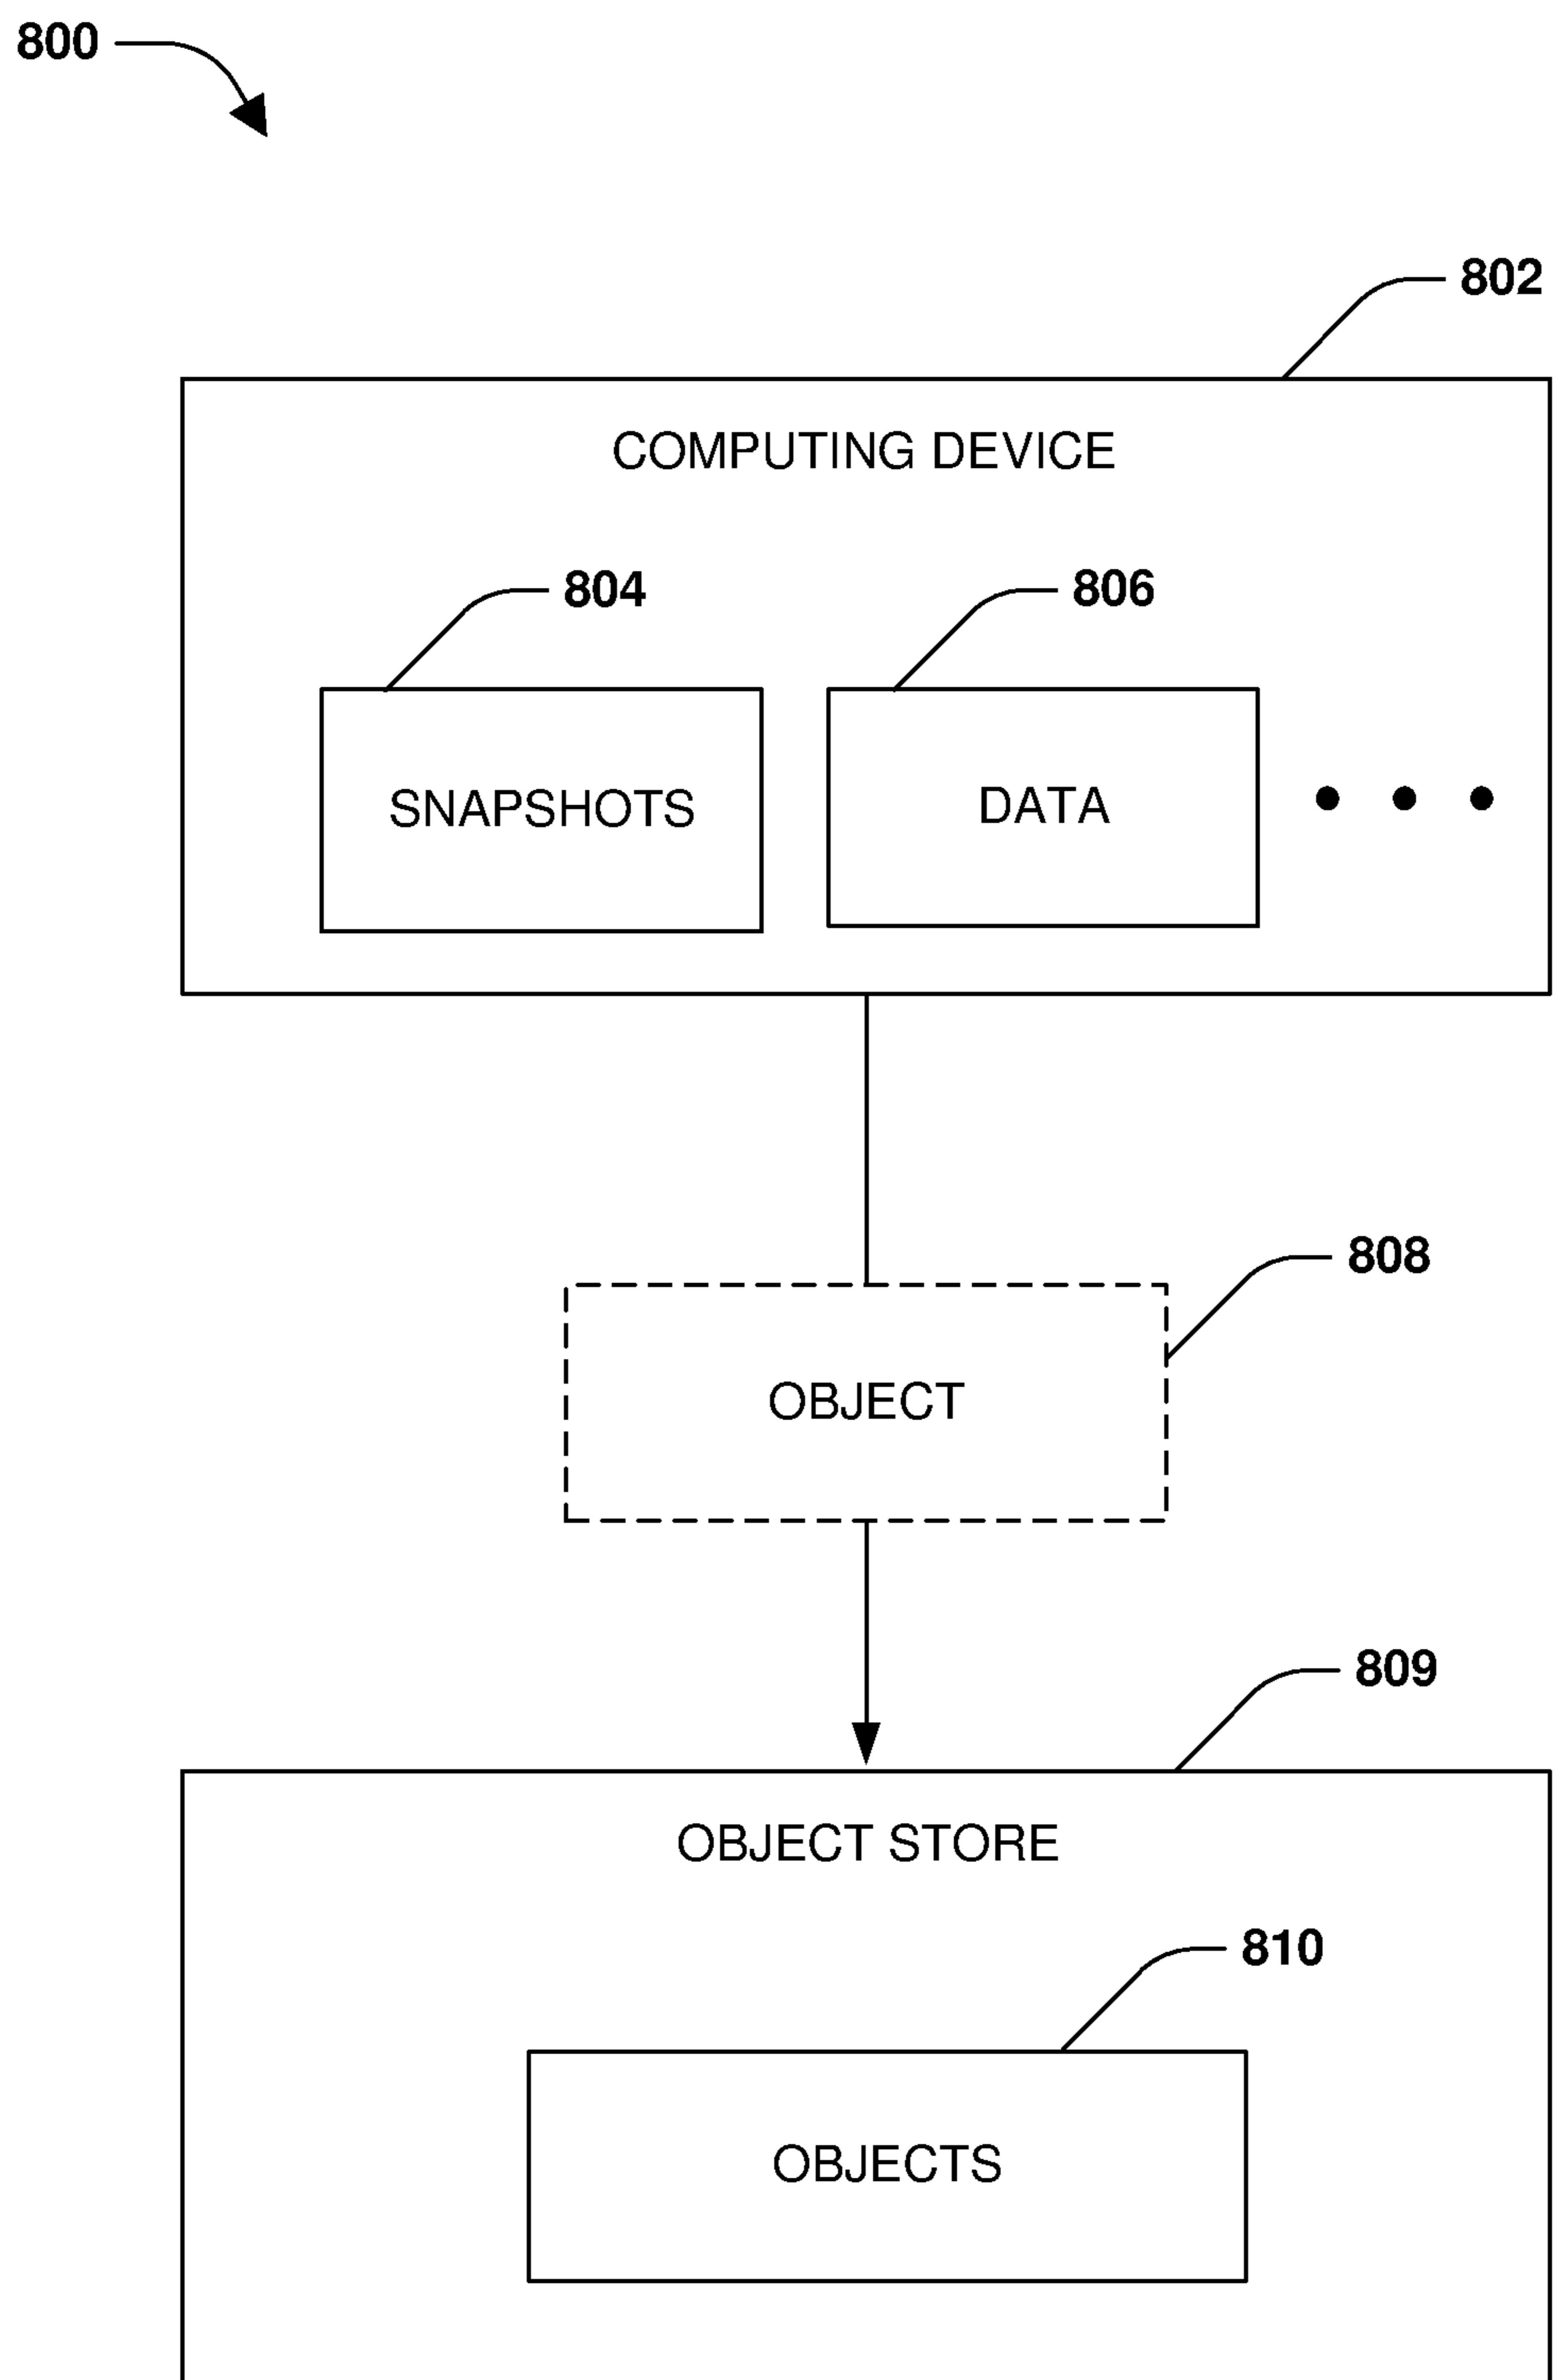 800
802
COMPUTING DEVICE
804
806
SNAPSHOTS
DATA
808
OBJECT
809
OBJECT STORE
810
OBJECTS